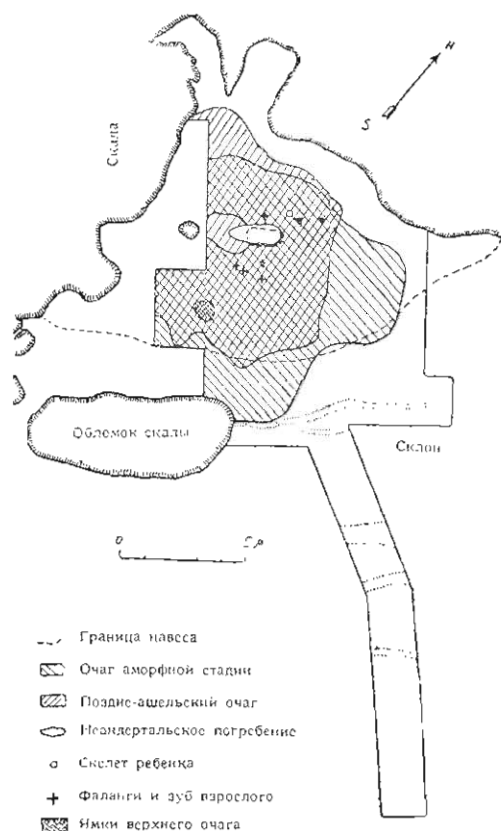 Скала
S
Обломок скалы
Склон
0
Граница навеса
Очаг аморфной стадии
Поздне-ашельский очаг
Неандертальское погребение
Скелет ребенка
Фаланги и зуб взрослого
Ямки верхнего очага